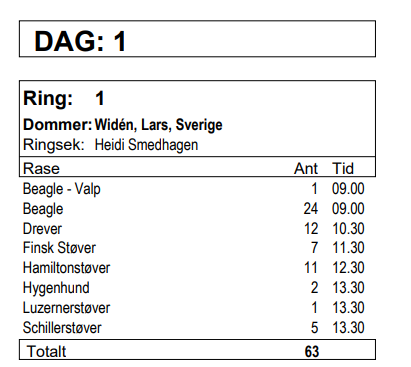 DAG: 1
Ring: 1
Dommer: Widén, Lars, Sverige
Ringsek: Heidi Smedhagen
Rase Ant Tid
Beagle - Valp 1 09.00
Beagle 24 09.00
Drever 12 10.30
Finsk Støver 7 11.30
Hamiltonstøver 11 12.30
Hygenhund 2 13.30
Luzernerstøver 1 13.30
Schillerstøver 5 13.30
Totalt 63